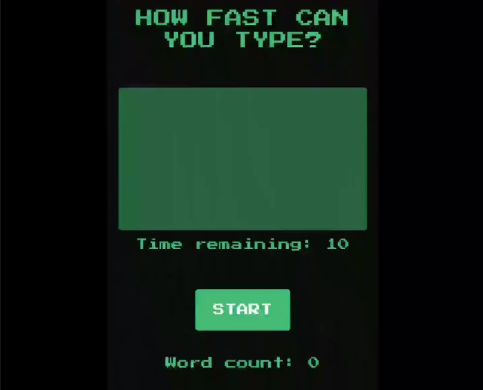 HOW FAST CAN
YOU TYPE?
Time remaining: 10
START
Word count: 0